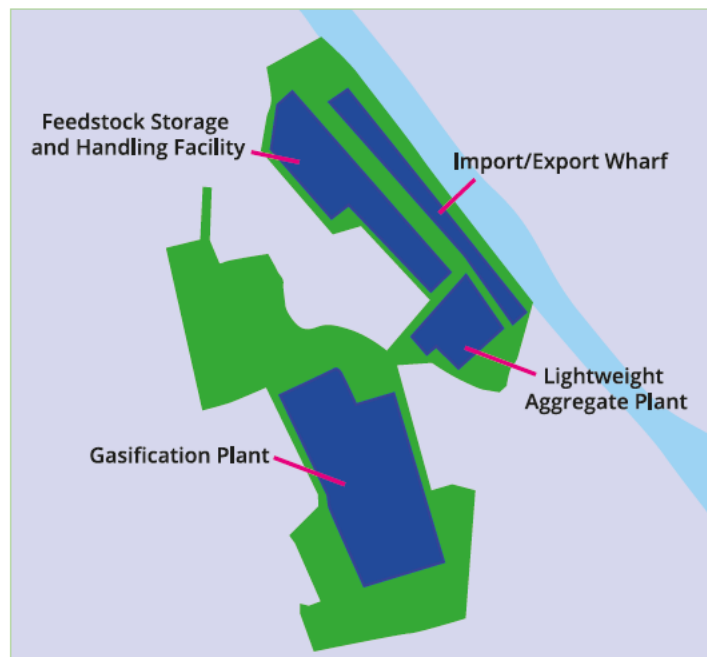 Feedstock Storage
and Handling Facility
Import/Export Wharf
Lightweight
Aggregate Plant
Gasification Plant